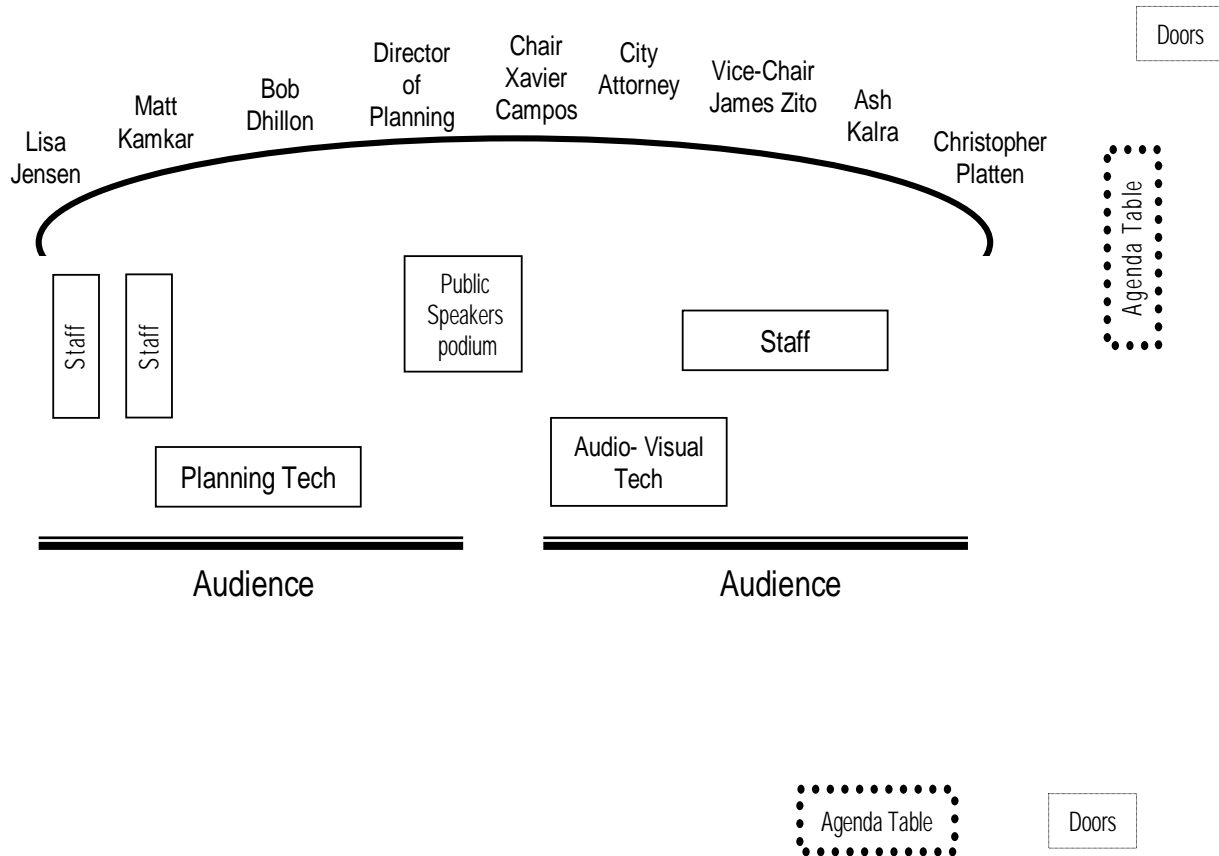 Doors
Lisa
Jensen
Matt
Kamkar
Bob
Dhillon
Director
of
Planning
Chair
Xavier
Campos
City
Attorney
Vice-Chair
James Zito
Ash
Kalra
Christopher
Platten
Agenda Table
Staff
Staff
Public
Speakers
podium
Staff
Planning Tech
Audio- Visual
Tech
Audience
Audience
Agenda Table
Doors